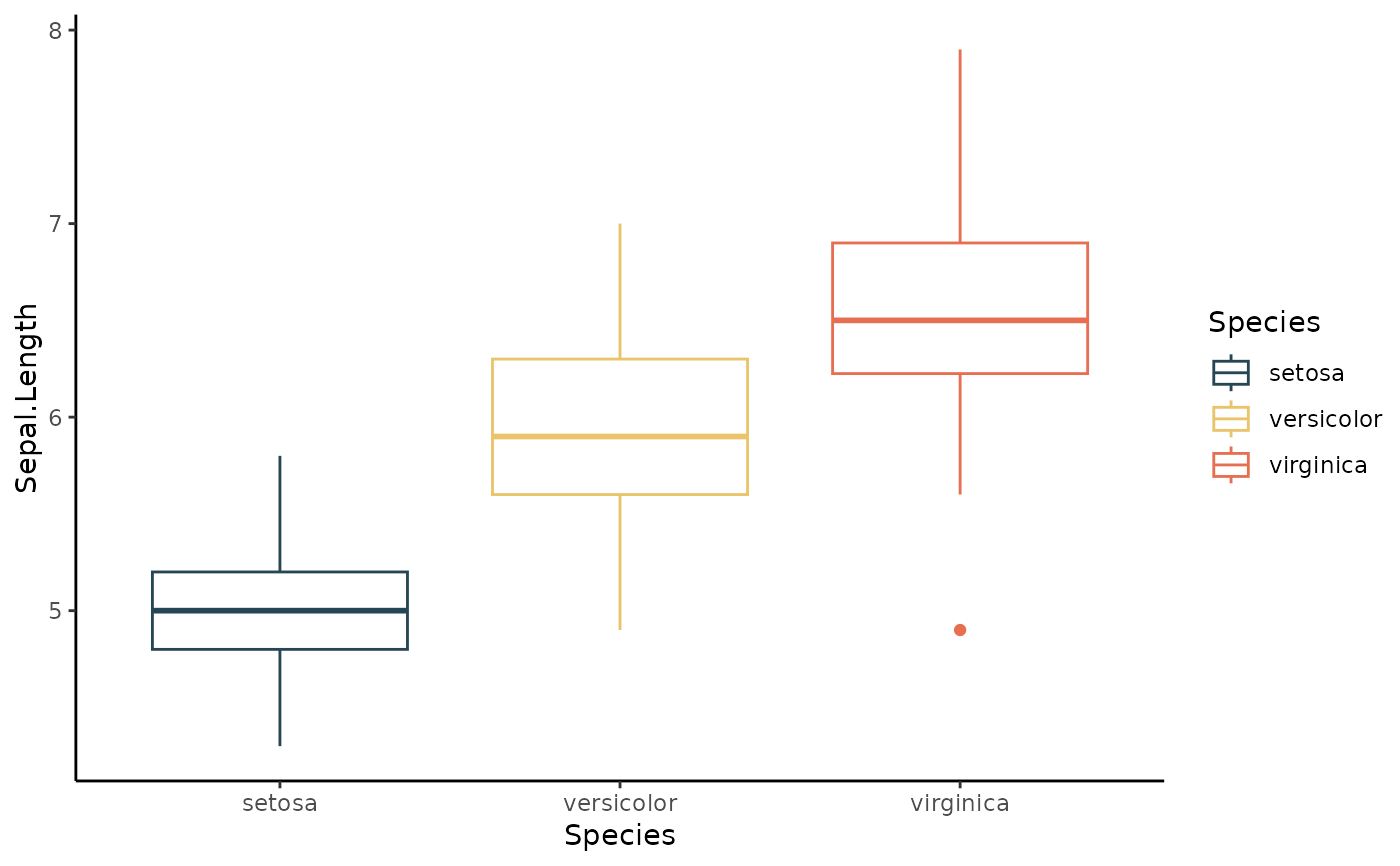 8
7
6
5
Sepal.Length
setosa
versicolor
virginica
Species
Species
setosa
versicolor
virginica